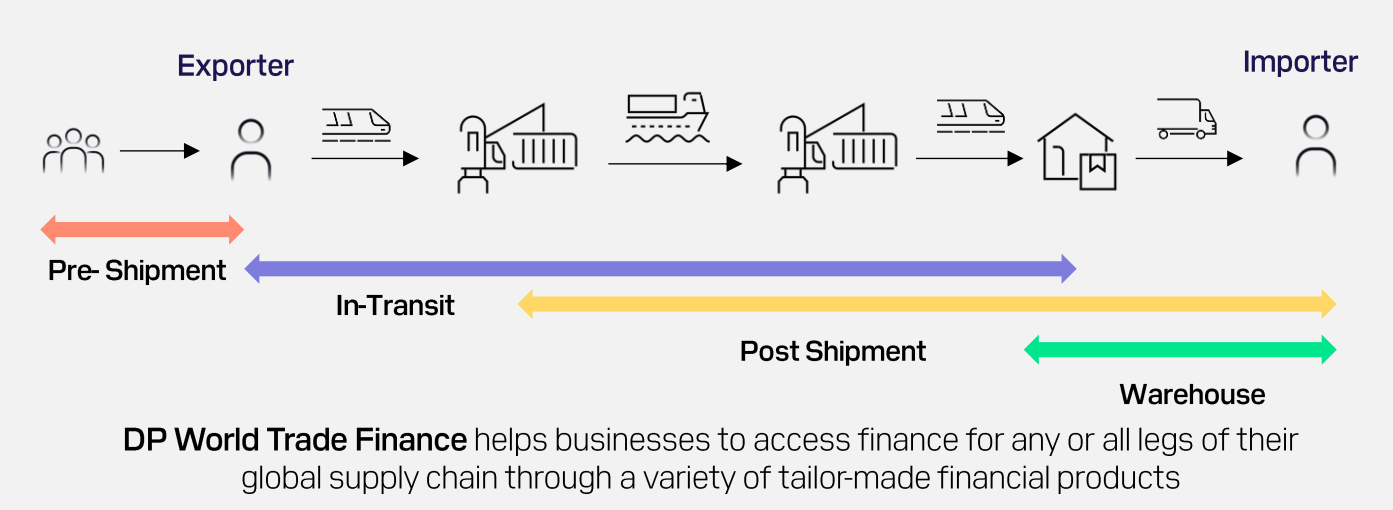 Exporter
Importer
Pre- Shipment
In-Transit
Post Shipment
Warehouse
DP World Trade Finance helps businesses to access finance for any or all legs of their
global supply chain through a variety of tailor-made financial products